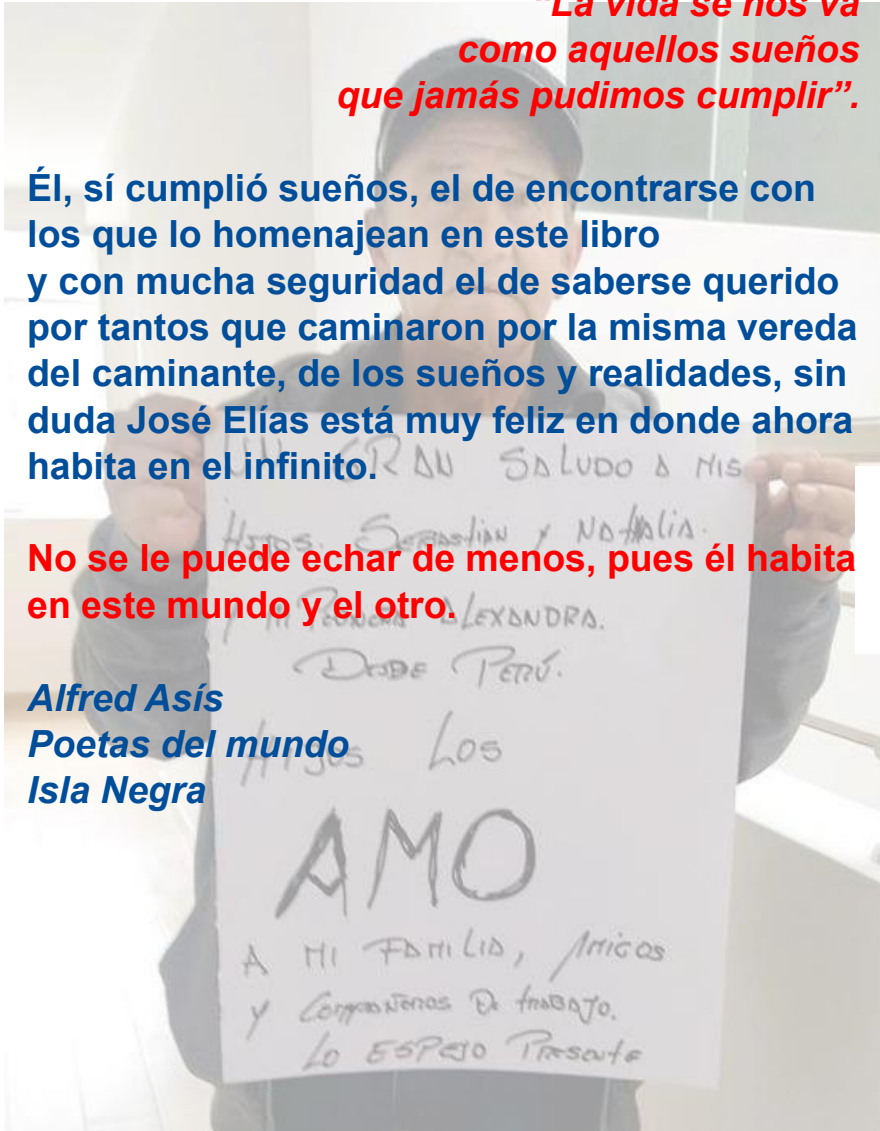 “La vida se nos va
como aquellos sueños
que jamás pudimos cumplir”.
Él, sí cumplió sueños, el de encontrarse con
los que lo homenajean en este libro
y con mucha seguridad el de saberse querido
por tantos que caminaron por la misma vereda
del caminante, de los sueños y realidades, sin
duda José Elías está muy feliz en donde ahora
habita en el infinito.
No se le puede echar de menos, pues él habita
en este mundo y el otro.
Alfred Asís
Poetas del mundo
Isla Negra
GRAN SALUDO A MIS
HIJOS. SEBASTIAN Y NATHALIA.
ALEXANDRA.
DESDE PERÚ.
HIJOS LOS
AMO
A MI FAMILIA, AMIGOS
Y COMPAÑEROS DE TRABAJO.
LO ESPEJO PRESENTE